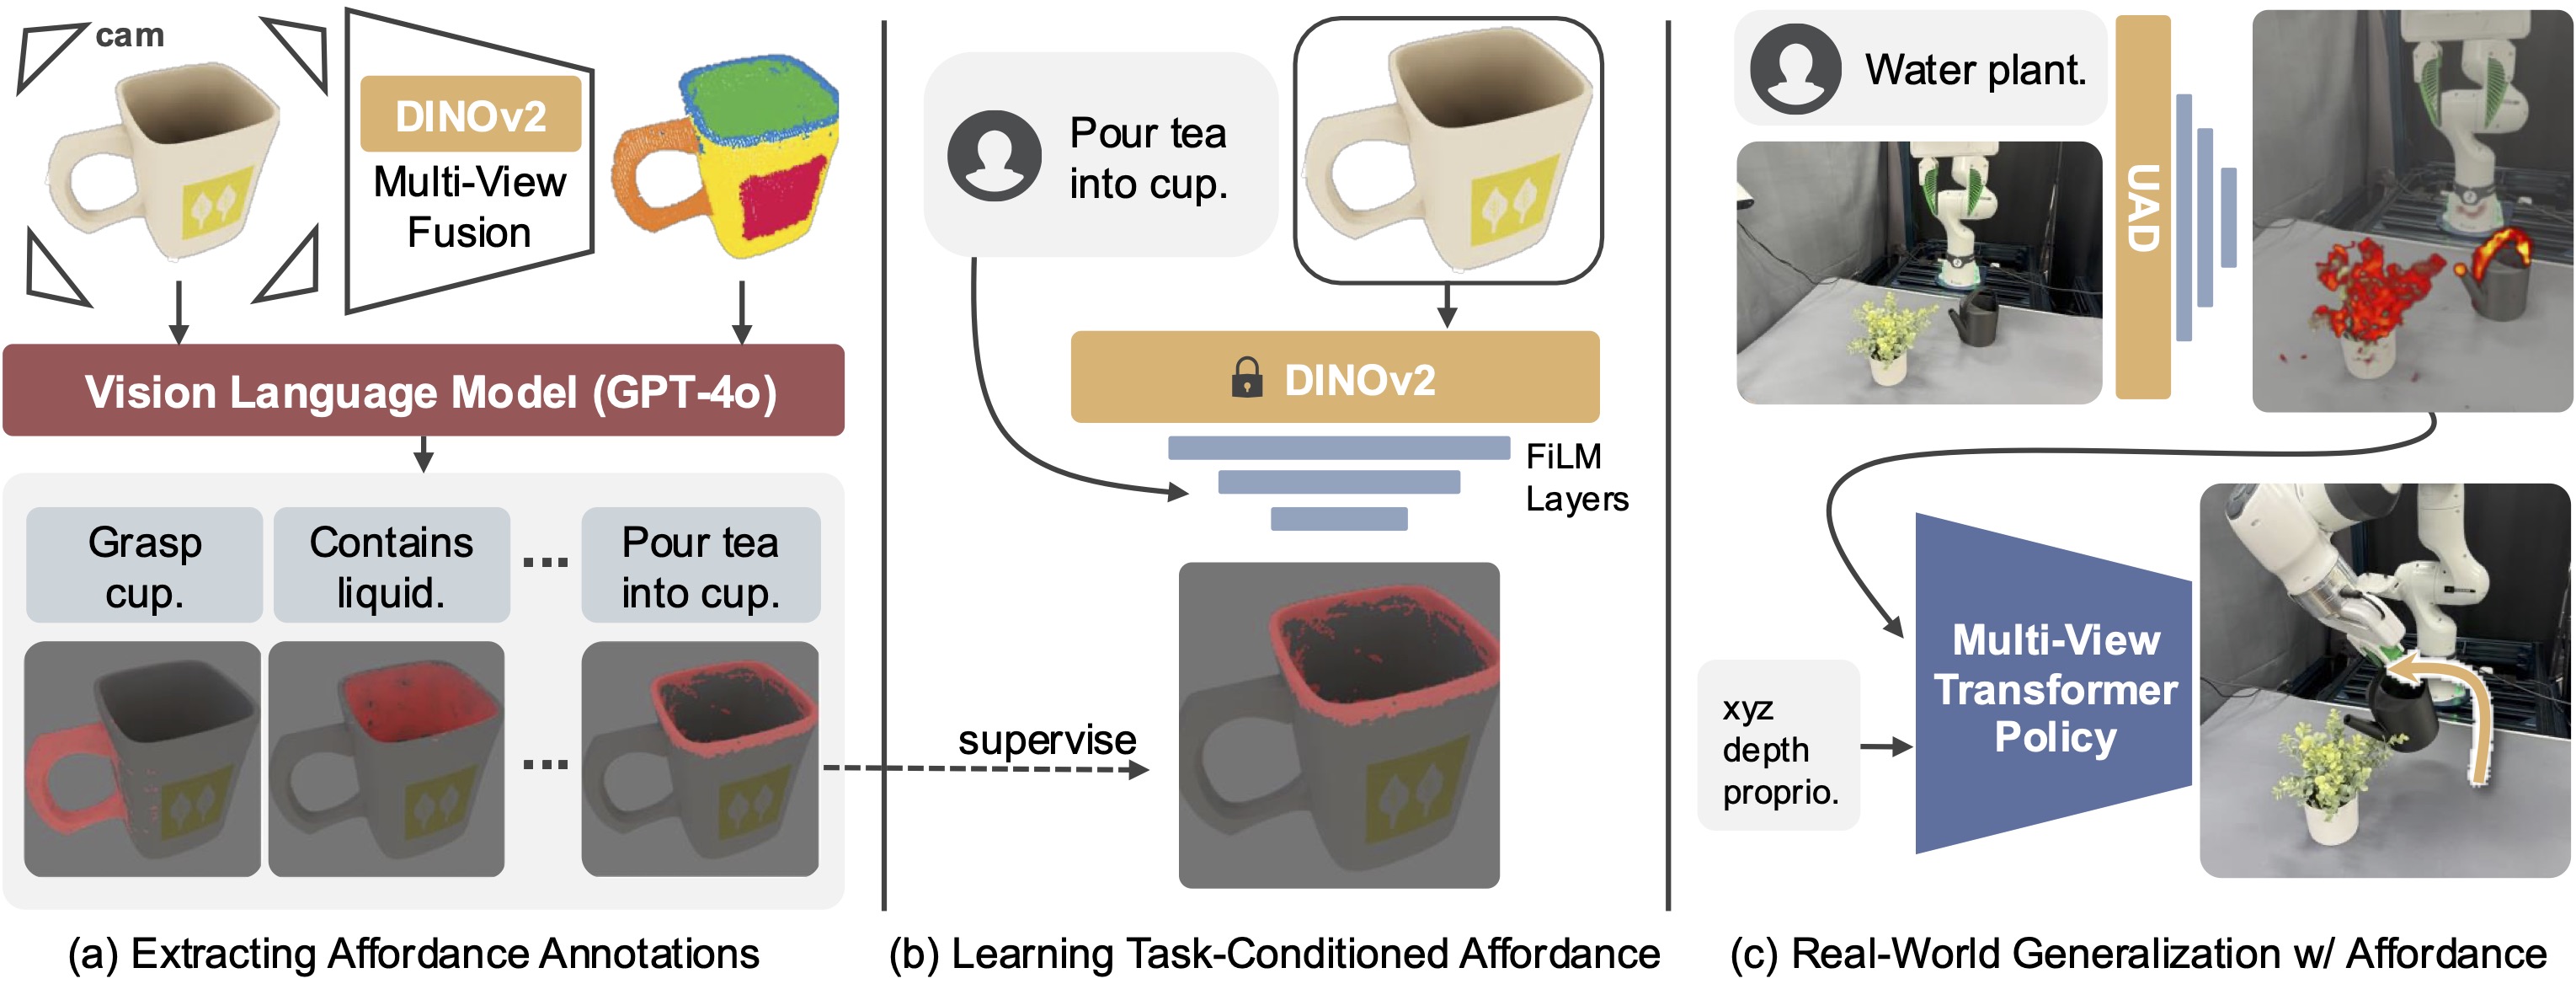 cam
DINOv2
Multi-View
Fusion
Vision Language Model (GPT-4o)
Grasp
cup.
Contains
liquid.
...
Pour tea
into cup.
...
(a) Extracting Affordance Annotations
Pour tea
into cup.
DINOv2
FiLM
Layers
supervise
(b) Learning Task-Conditioned Affordance
Water plant.
UAD
xyz
depth
proprio.
Multi-View
Transformer
Policy
(c) Real-World Generalization w/ Affordance